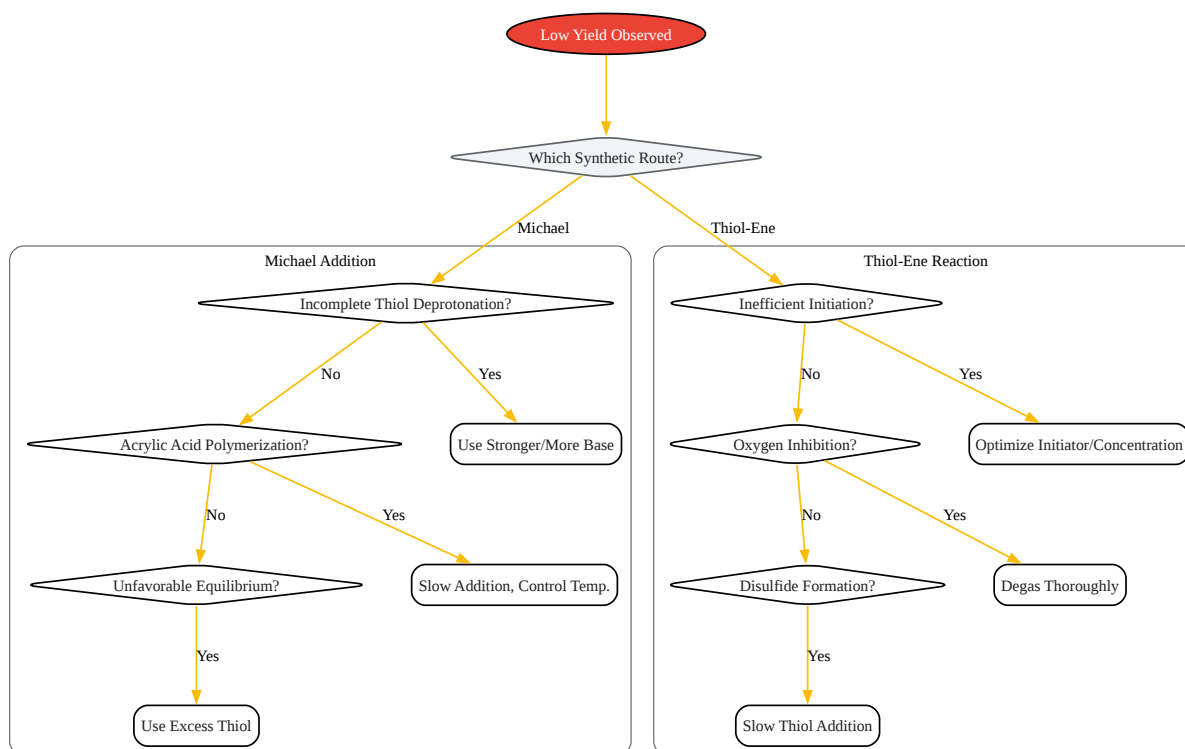 Low Yield Observed
Which Synthetic Route?
Michael
Thiol-Ene
Michael Addition
Thiol-Ene Reaction
Incomplete Thiol Deprotonation?
Inefficient Initiation?
No
Yes
No
Yes
Acrylic Acid Polymerization?
Use Stronger/More Base
Oxygen Inhibition?
Optimize Initiator/Concentration
No
Yes
No
Yes
Unfavorable Equilibrium?
Slow Addition, Control Temp.
Disulfide Formation?
Degas Thoroughly
Yes
Yes
Use Excess Thiol
Slow Thiol Addition